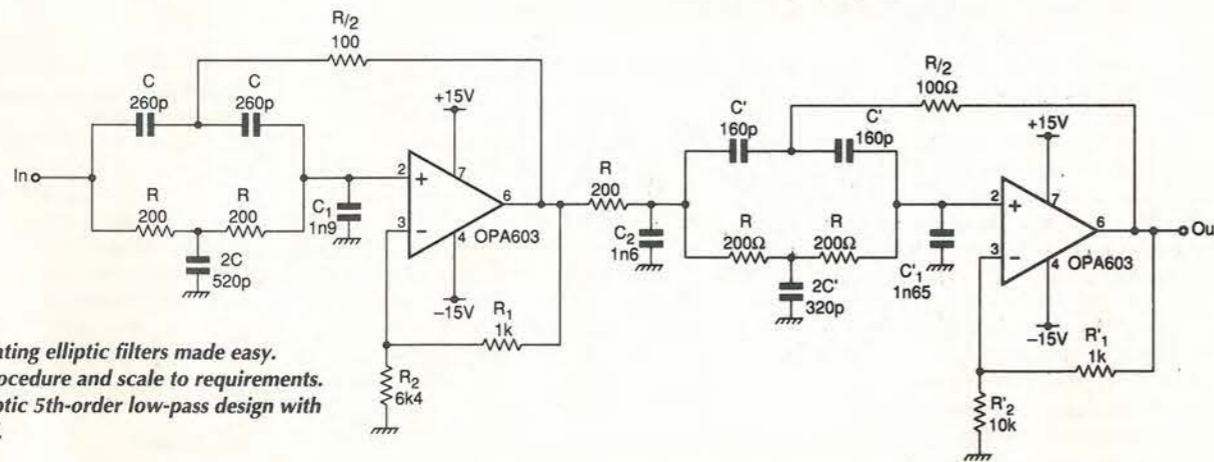 R/2
100
C
260p
C
260p
+15V
In
R
200
R
200
2C
520p
C1
1n9
2
+
7
3
−
4
6
OPA603
−15V
R1
1k
R2
6k4
R
200
C2
1n6
R/2
100Ω
C'
160p
C'
160p
+15V
R
200Ω
R
200Ω
2C'
320p
C'1
1n65
2
+
7
3
−
4
6
OPA603
Ou
−15V
R'1
1k
R'2
10k
ating elliptic filters made easy.
ocedure and scale to requirements.
ptic 5th-order low-pass design with